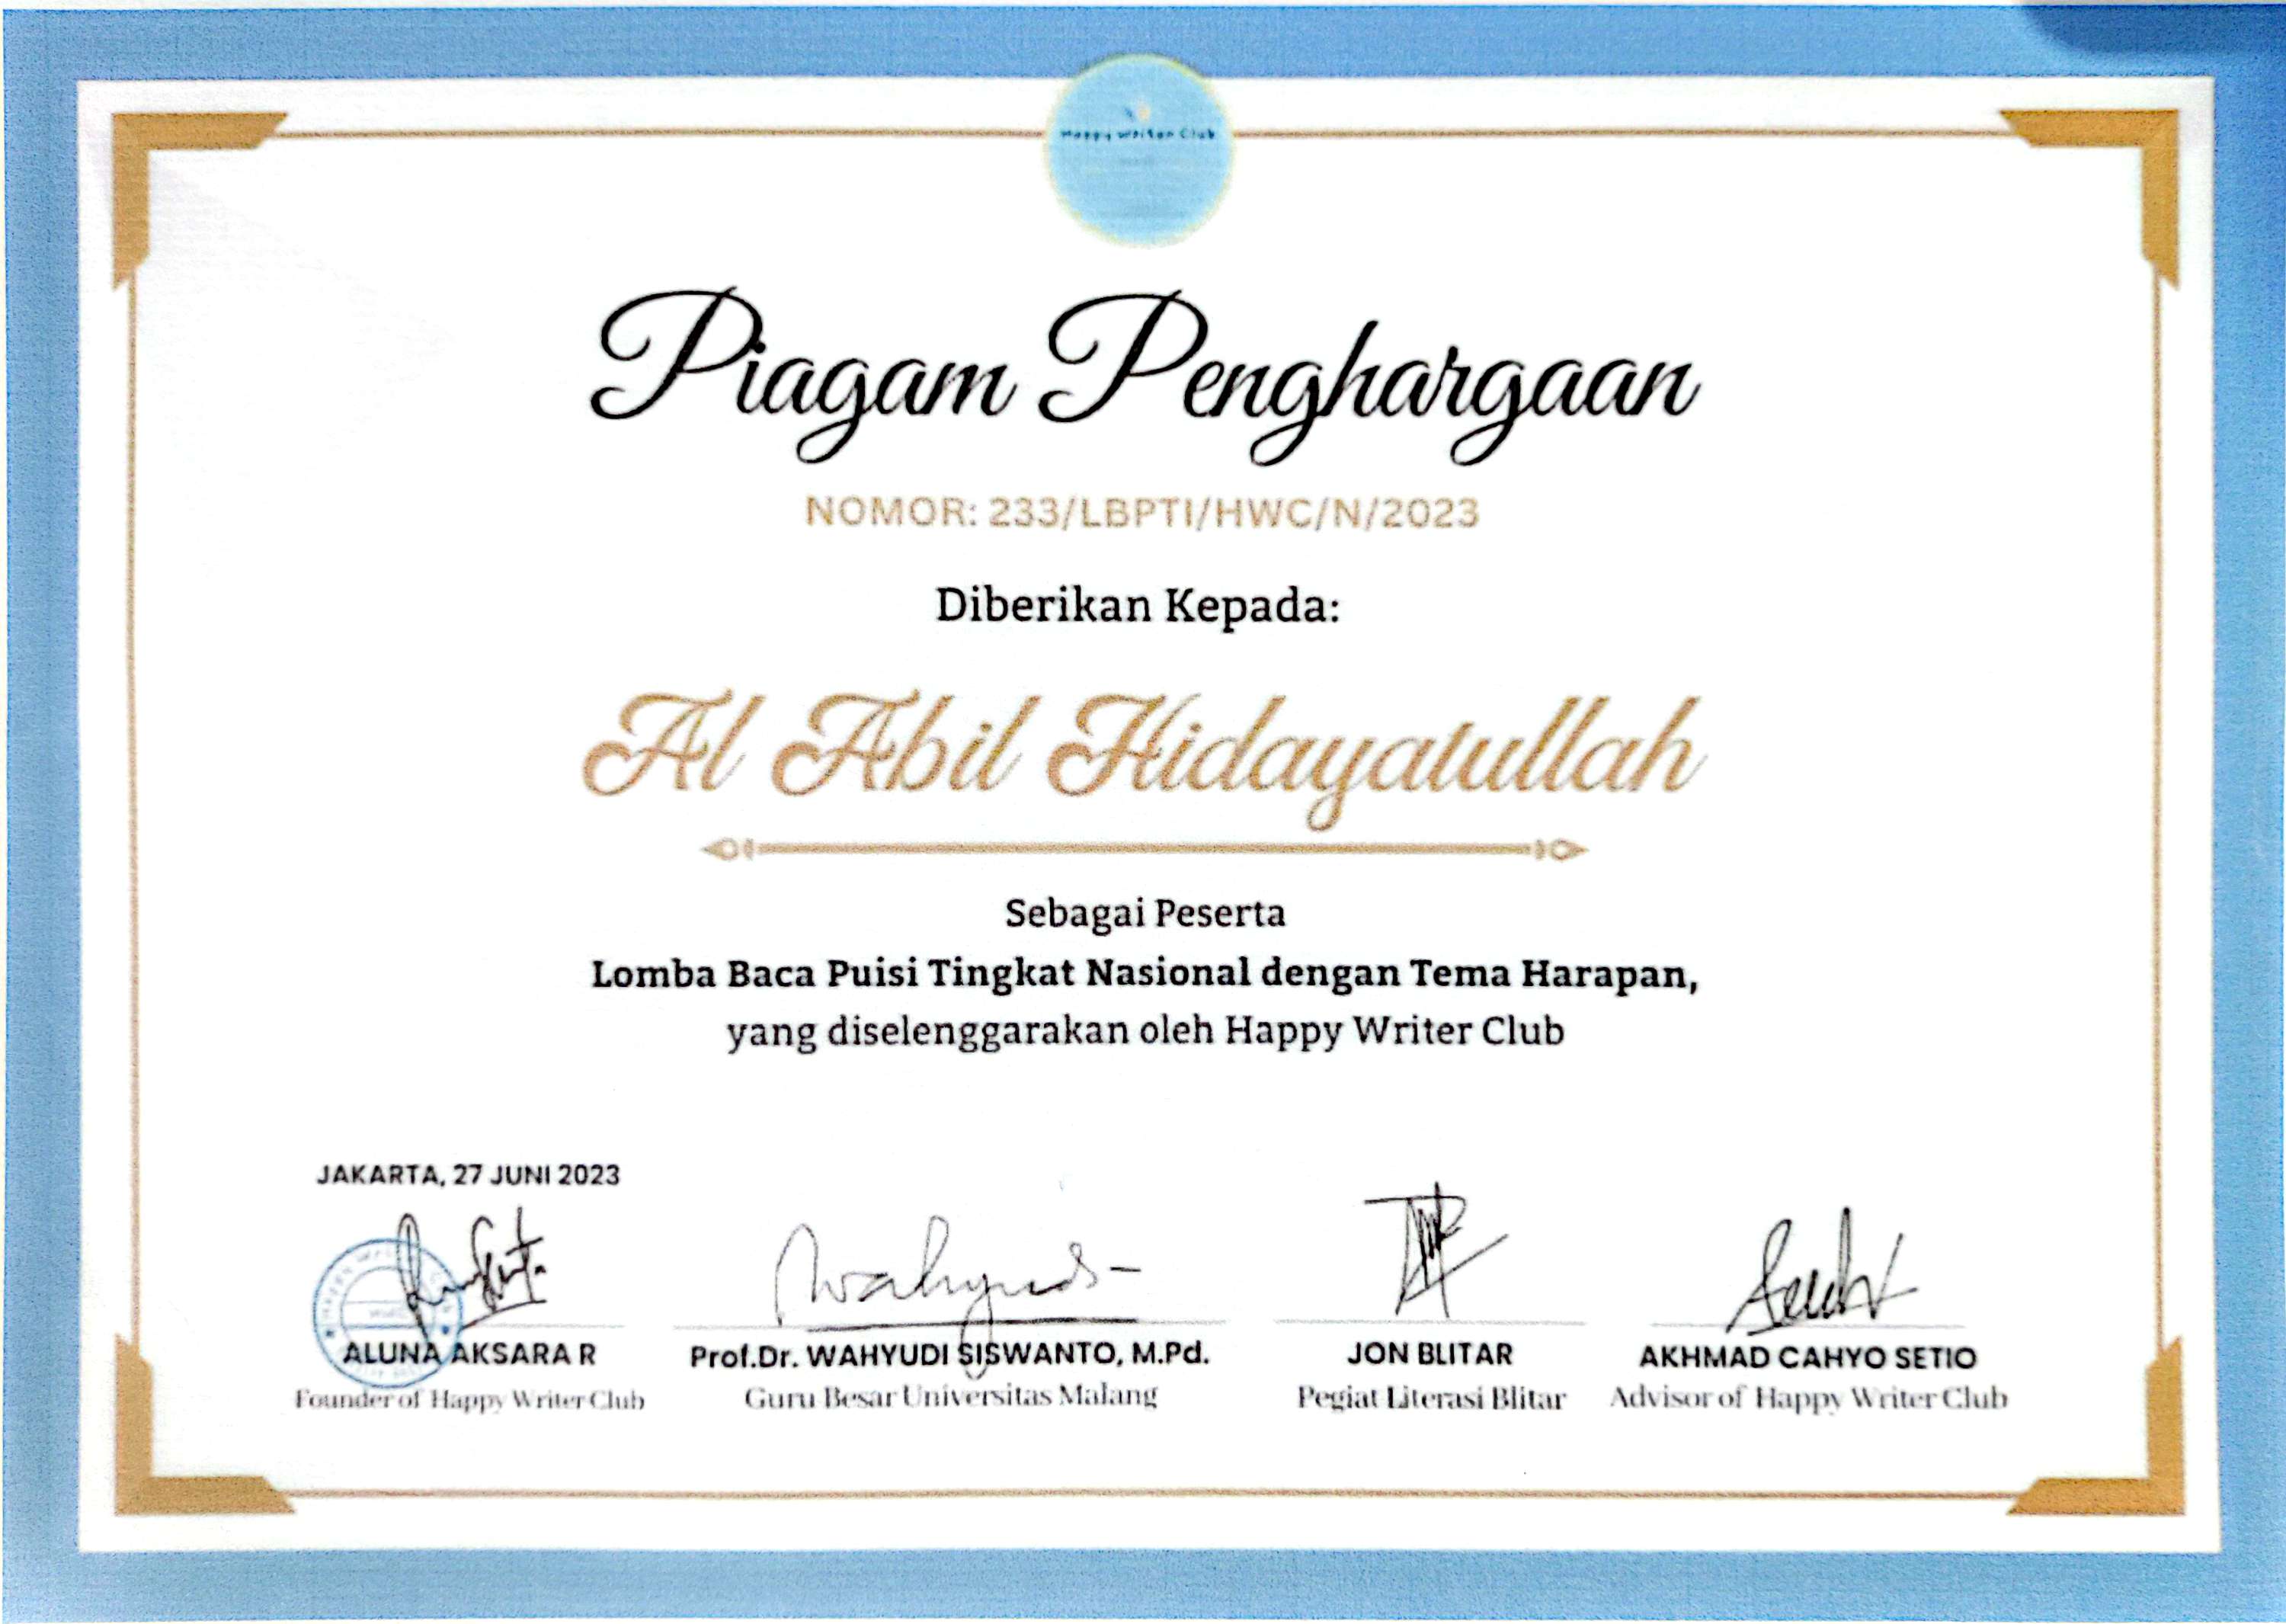 Happy Writer Club
Piagam Penghargaan
NOMOR: 233/LBPTI/HWC/N/2023
Diberikan Kepada:
Al Abil Hidayatullah
Sebagai Peserta
Lomba Baca Puisi Tingkat Nasional dengan Tema Harapan,
yang diselenggarakan oleh Happy Writer Club
JAKARTA, 27 JUNI 2023
ALUNA AKSARA R
Founder of Happy Writer Club
Prof.Dr. WAHYUDI SISWANTO, M.Pd.
Guru Besar Universitas Malang
JON BLITAR
Pegiat Literasi Blitar
AKHMAD CAHYO SETIO
Advisor of Happy Writer Club